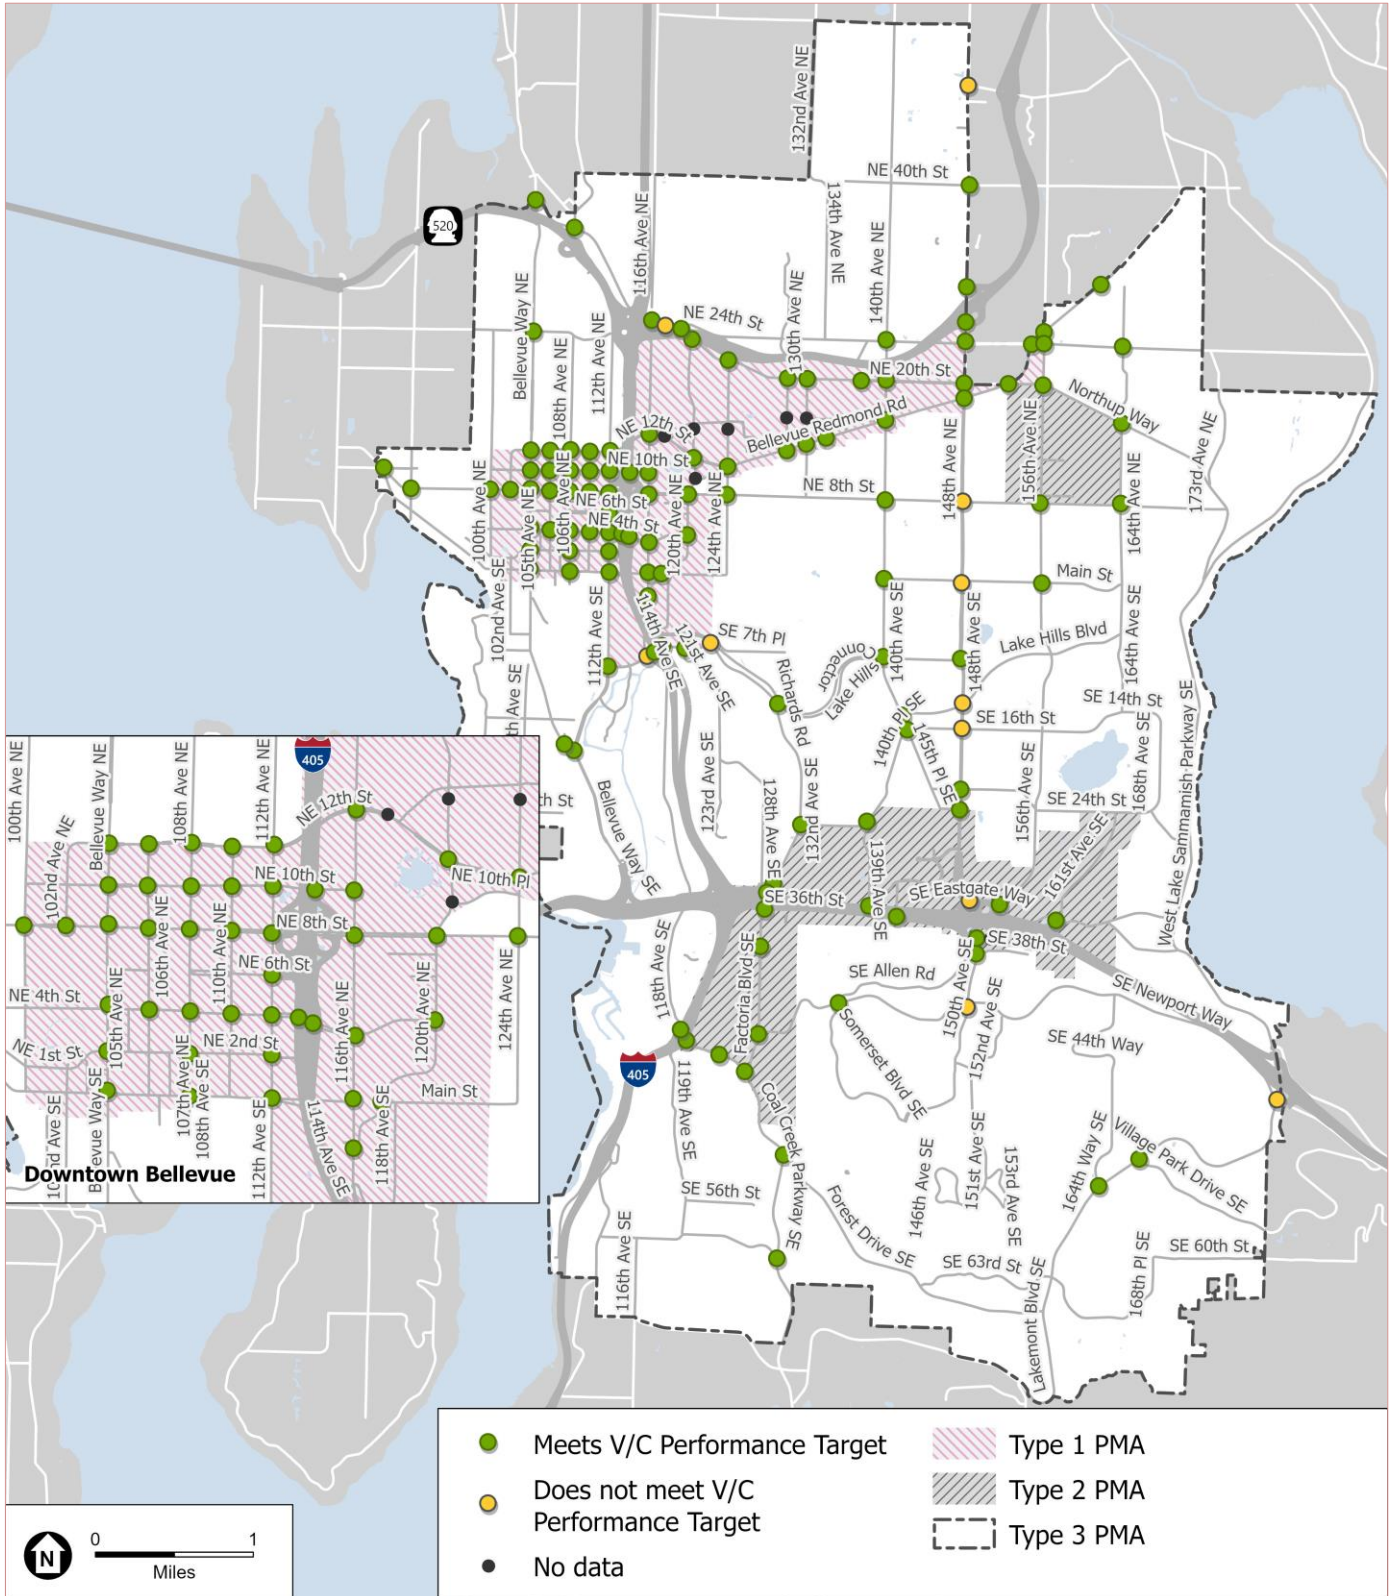 132nd Ave NE
NE 40th St
520
116th Ave NE
134th Ave NE
140th Ave NE
Bellevue Way NE
NE 24th St
130th Ave NE
108th Ave NE
112th Ave NE
NE 20th St
Northup Way
156th Ave NE
Bellevue Redmond Rd
NE 12th St
NE 10th St
148th Ave NE
173rd Ave NE
100th Ave NE
106th Ave NE
NE 8th St
164th Ave NE
NE 6th St
NE 4th St
105th Ave NE
120th Ave NE
124th Ave NE
102nd Ave SE
Main St
112th Ave SE
114th Ave SE
121st Ave SE
SE 7th Pl
140th Ave SE
148th Ave SE
Lake Hills Blvd
164th Ave SE
Lake Hills
Connector
Richards Rd
th Ave SE
SE 14th St
SE 16th St
140th Pl SE
145th Pl SE
156th Ave SE
168th Ave SE
West Lake Sammamish Parkway SE
SE 24th St
123rd Ave SE
128th Ave SE
132nd Ave SE
Bellevue Way SE
139th Ave SE
161st Ave SE
SE Eastgate Way
SE 36th St
SE 38th St
118th Ave SE
Factoria Blvd SE
SE Allen Rd
150th Ave SE
152nd Ave SE
SE Newport Way
Somerset Blvd SE
SE 44th Way
405
119th Ave SE
Coal Creek Parkway SE
146th Ave SE
151st Ave SE
153rd Ave SE
164th Way SE
Village Park Drive SE
SE 56th St
Forest Drive SE
116th Ave SE
SE 63rd St
SE 60th St
168th Pl SE
Lakemont Blvd SE
100th Ave NE
Bellevue Way NE
108th Ave NE
112th Ave NE
405
NE 12th St
th St
102nd Ave NE
NE 10th St
NE 10th Pl
106th Ave NE
110th Ave NE
NE 8th St
NE 6th St
NE 4th St
105th Ave NE
116th Ave NE
120th Ave NE
124th Ave NE
NE 1st St
107th Ave NE
NE 2nd St
108th Ave SE
Main St
Bellevue Way SE
102nd Ave SE
112th Ave SE
114th Ave SE
118th Ave SE
Downtown Bellevue
Meets V/C Performance Target
Does not meet V/C
Performance Target
No data
Type 1 PMA
Type 2 PMA
Type 3 PMA
N
0 1
Miles